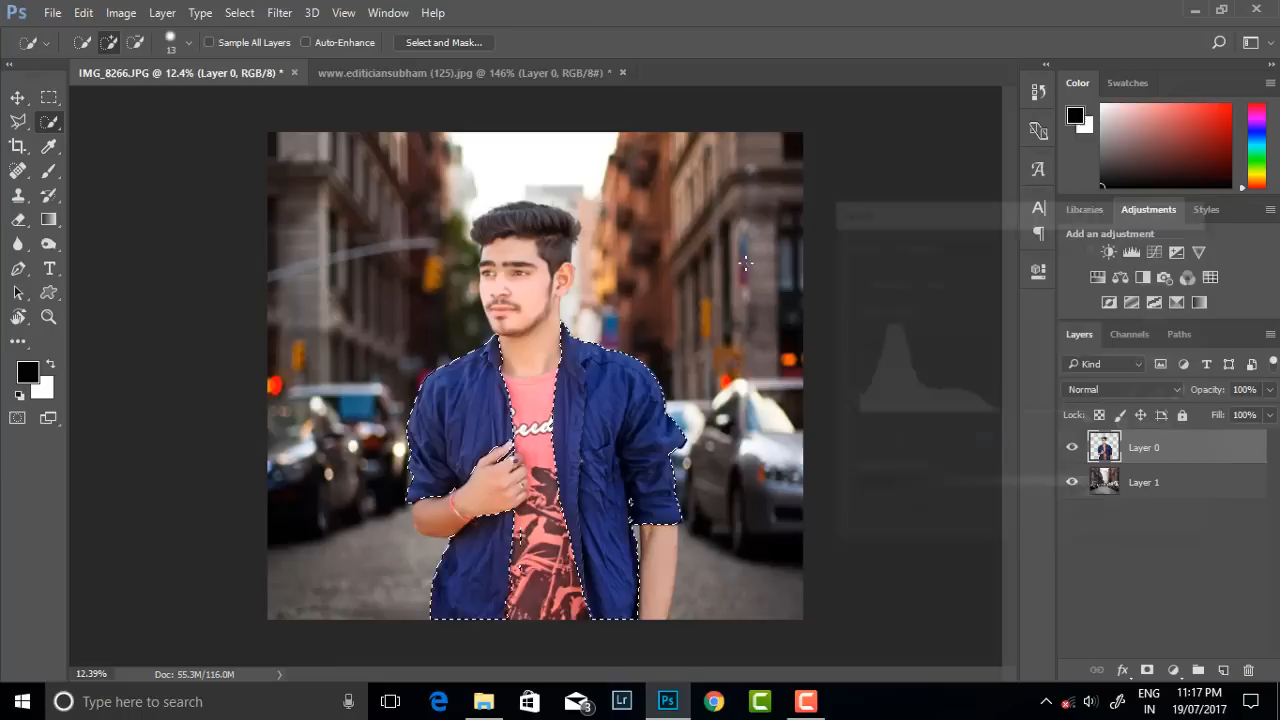 Ps File Edit Image Layer Type Select Filter 3D View Window Help
13 Sample All Layers Auto-Enhance Select and Mask...
IMG_8266.JPG @ 12.4% (Layer 0, RGB/8) * × www.editiciansubham (125).jpg @ 146% (Layer 0, RGB/8#) * ×
Color Swatches
Libraries Adjustments Styles
Add an adjustment
Layers Channels Paths
Kind
Normal Opacity: 100%
Lock: Fill: 100%
Layer 0
Layer 1
12.39% Doc: 55.3M/116.0M
Type here to search
Lr Ps 3
ENG
IN
11:17 PM
19/07/2017